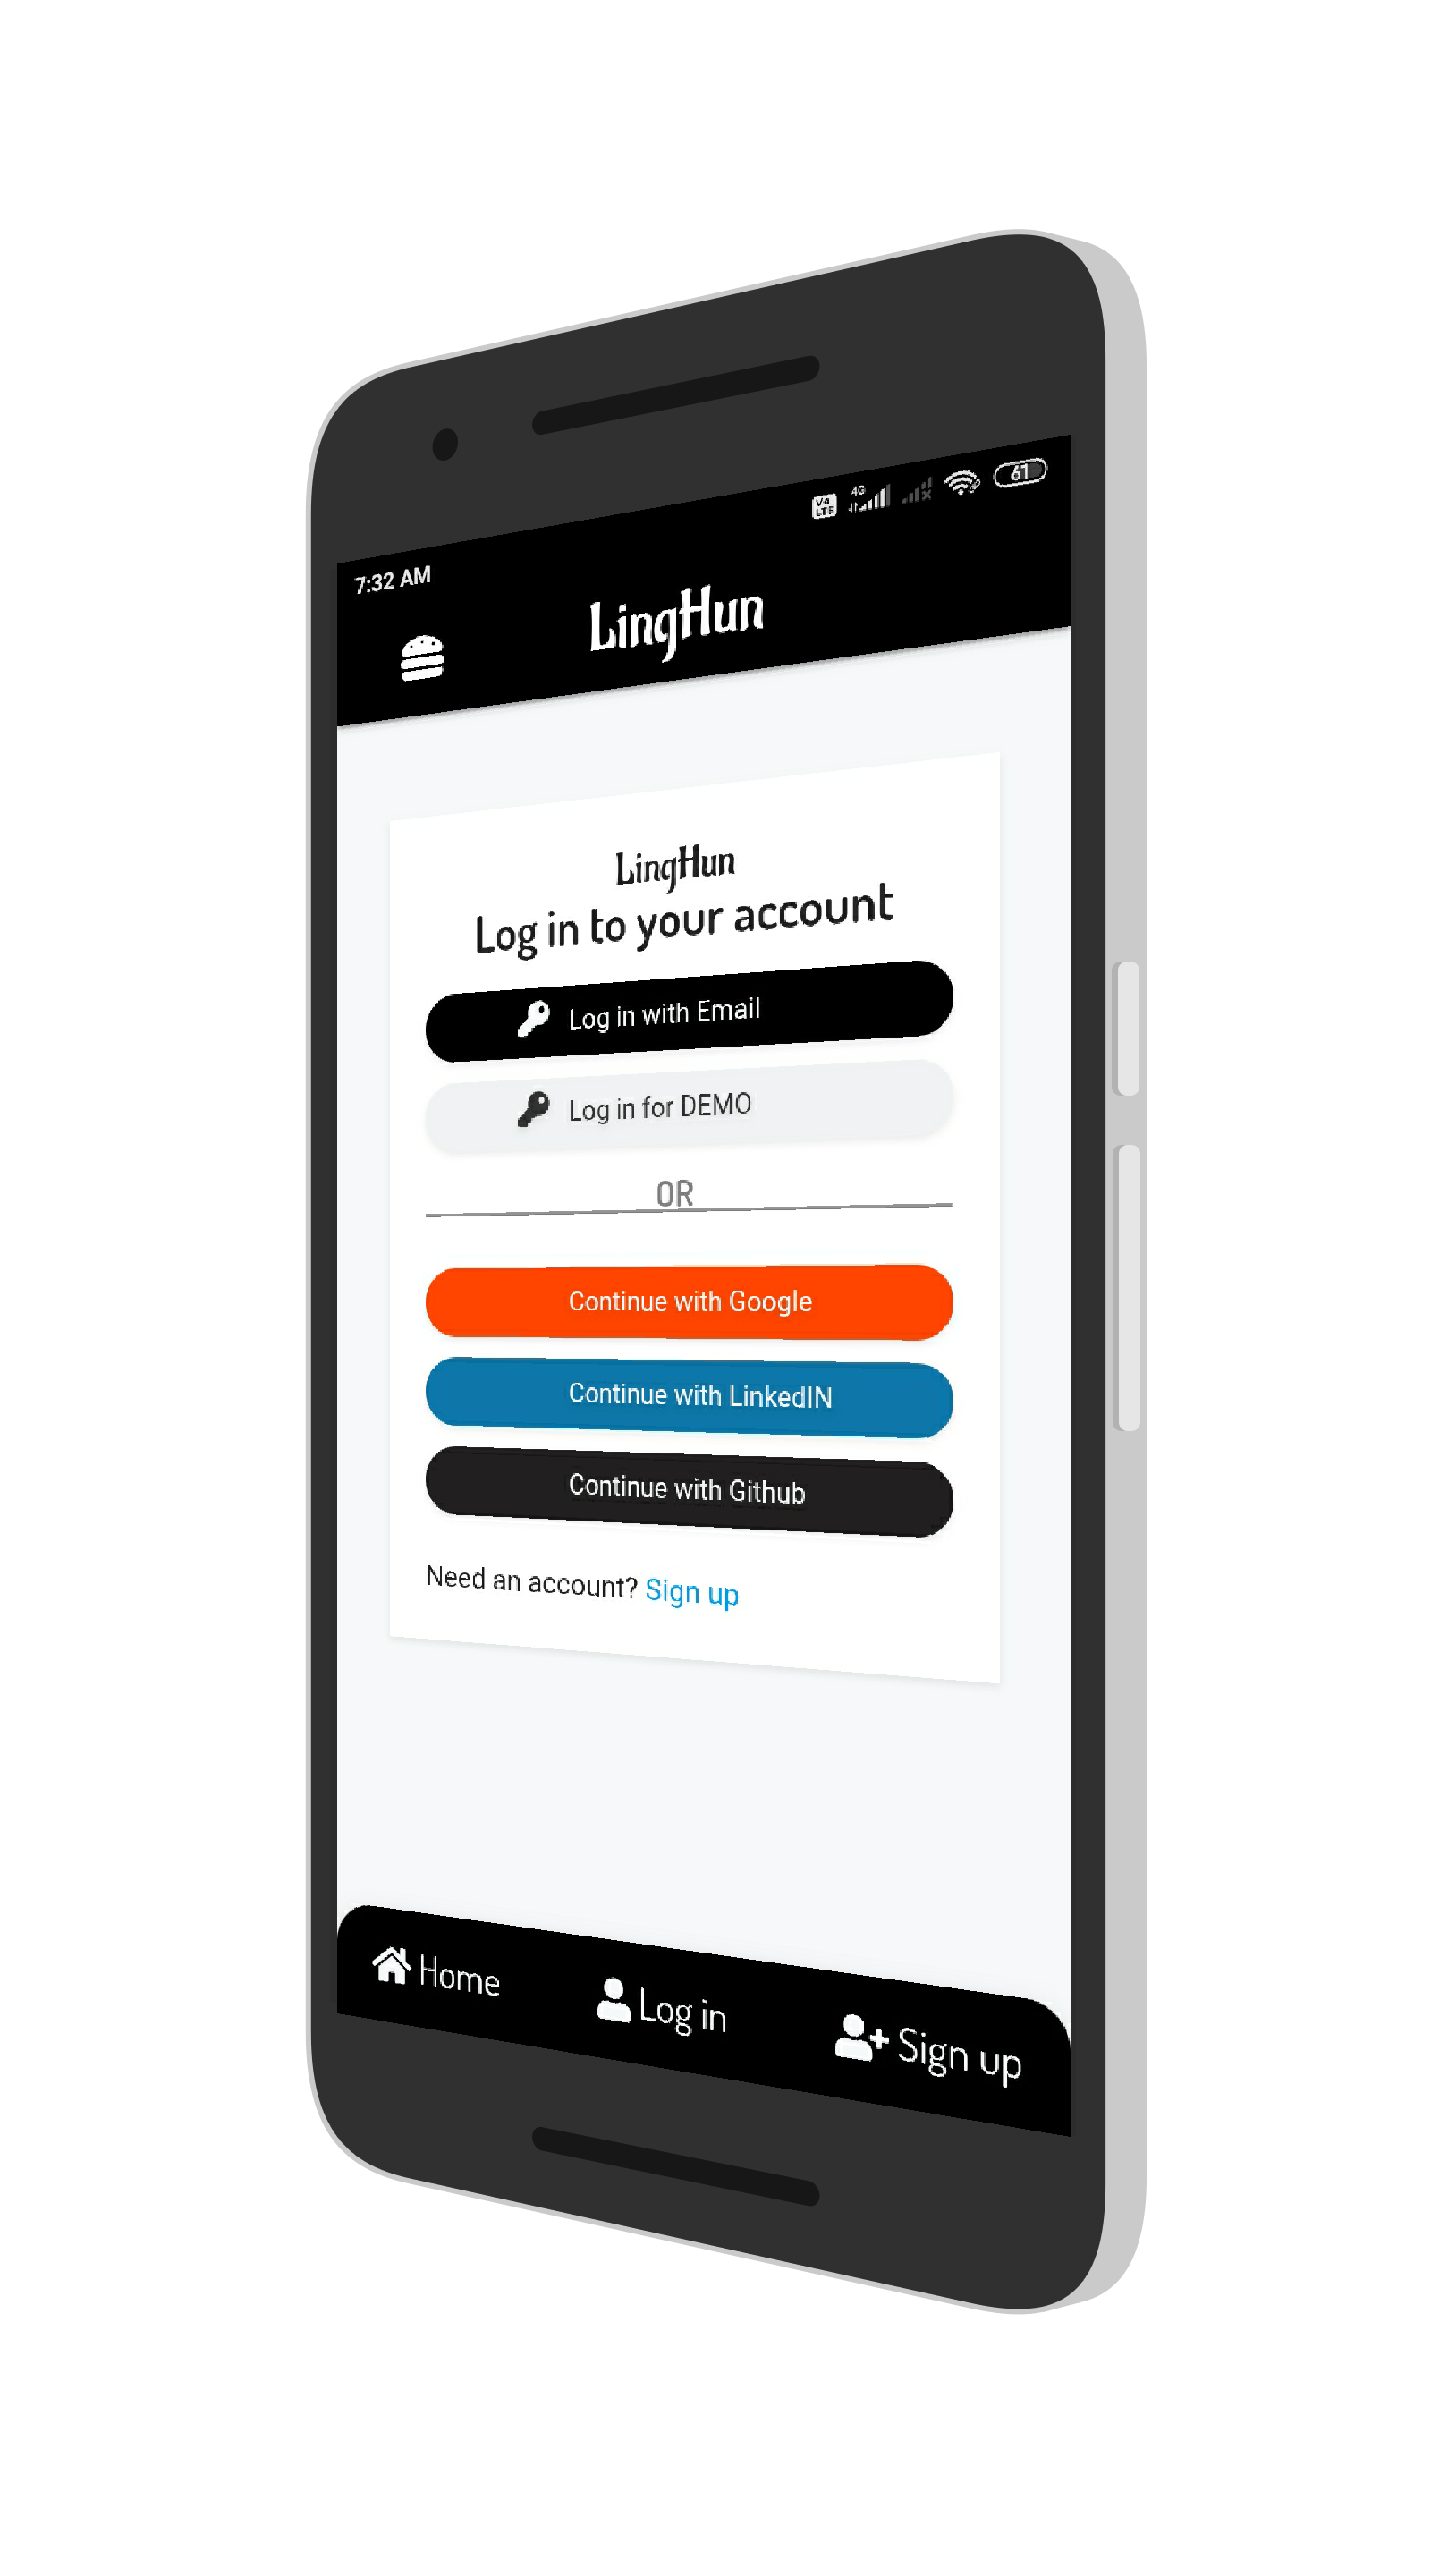 7:32 AM
V4
LTE
4G
61
LingHun
LingHun
Log in to your account
Log in with Email
Log in for DEMO
OR
Continue with Google
Continue with LinkedIN
Continue with Github
Need an account? Sign up
Home
Log in
Sign up